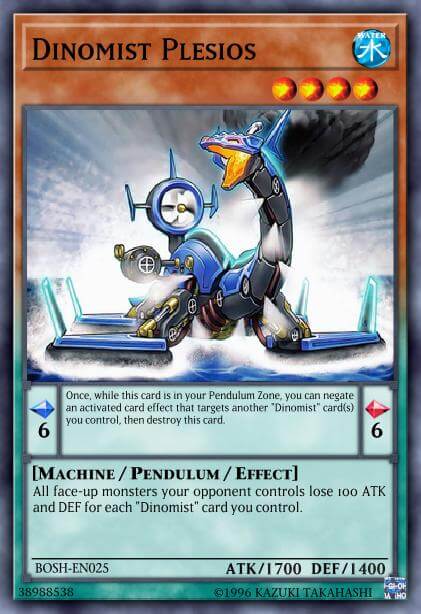 DINOMIST PLESIOS
WATER
水
Once, while this card is in your Pendulum Zone, you can negate
an activated card effect that targets another "Dinomist" card(s)
you control, then destroy this card.
6
6
[MACHINE / PENDULUM / EFFECT]
All face-up monsters your opponent controls lose 100 ATK
and DEF for each "Dinomist" card you control.
BOSH-EN025
ATK/1700 DEF/1400
38988538
©1996 KAZUKI TAKAHASHI